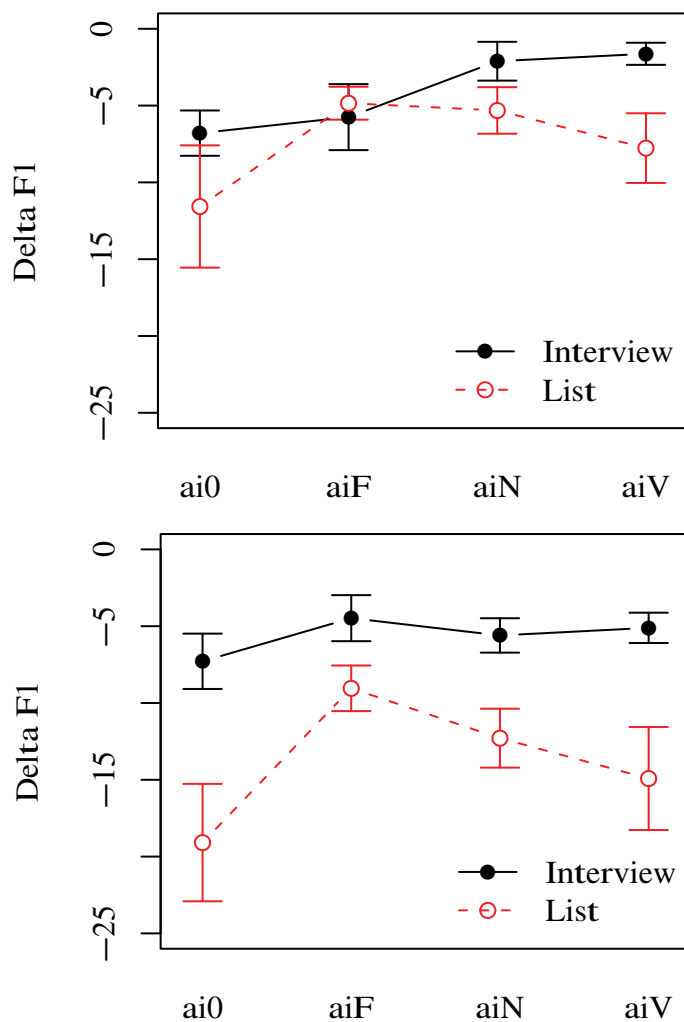 Delta F1
0
−5
−15
−25
Interview
List
ai0 aiF aiN aiV
Delta F1
0
−5
−15
−25
Interview
List
ai0 aiF aiN aiV